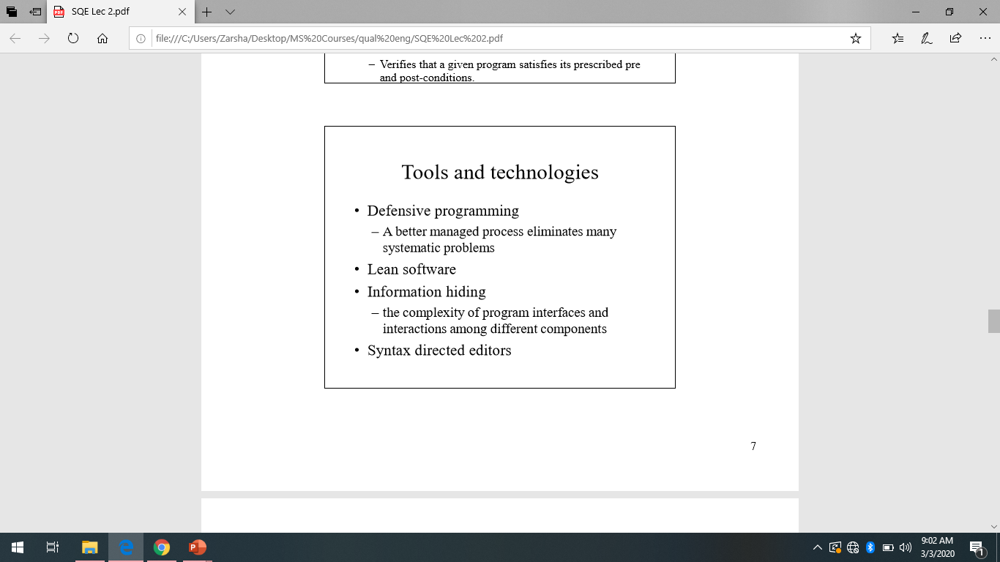 SQE Lec 2.pdf
file:///C:/Users/Zarsha/Desktop/MS%20Courses/qual%20eng/SQE%20Lec%202.pdf
– Verifies that a given program satisfies its prescribed pre
and post-conditions.
Tools and technologies
• Defensive programming
– A better managed process eliminates many
systematic problems
• Lean software
• Information hiding
– the complexity of program interfaces and
interactions among different components
• Syntax directed editors
7
9:02 AM
3/3/2020
1